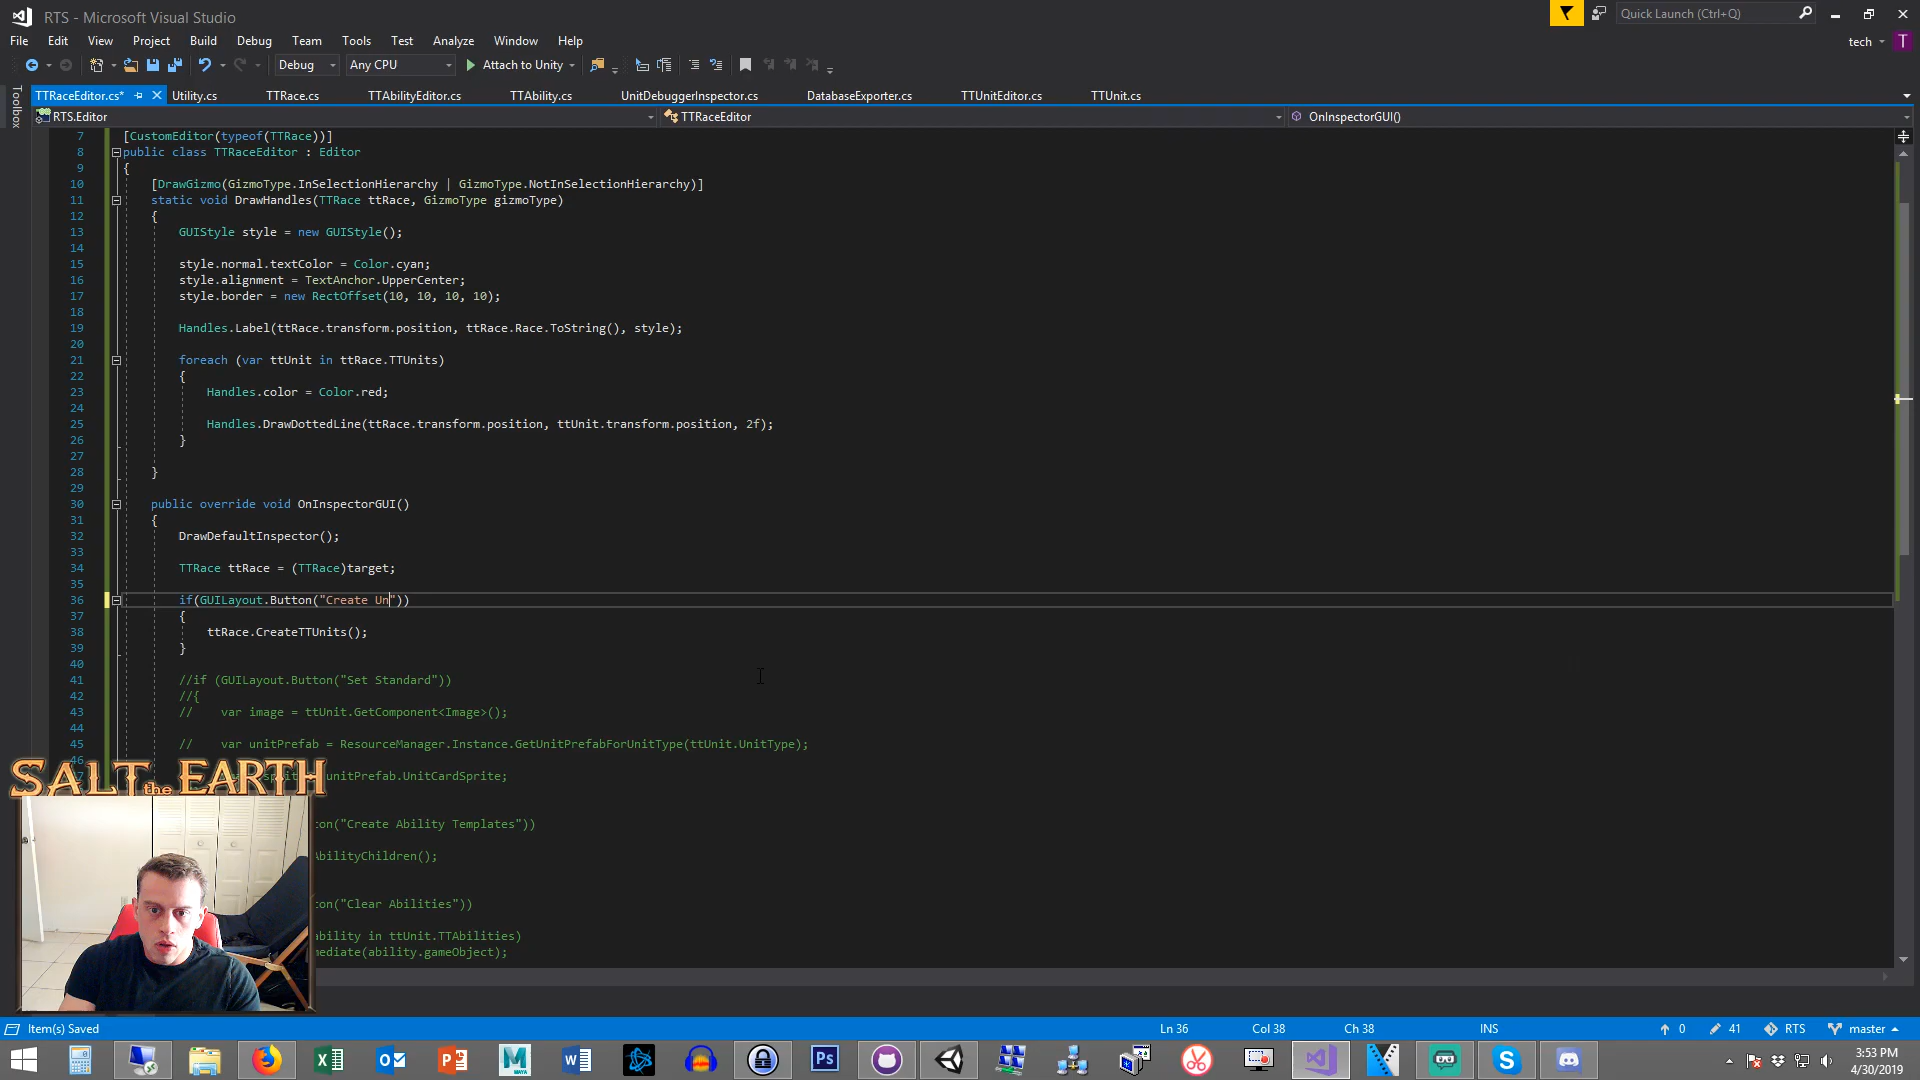 RTS - Microsoft Visual Studio
Quick Launch (Ctrl+Q)
File Edit View Project Build Debug Team Tools Test Analyze Window Help
tech T
Debug Any CPU Attach to Unity
Toolbox
TTRaceEditor.cs* Utility.cs TTRace.cs TTAbilityEditor.cs TTAbility.cs UnitDebuggerInspector.cs DatabaseExporter.cs TTUnitEditor.cs TTUnit.cs
RTS.Editor TTRaceEditor OnInspectorGUI()
7 [CustomEditor(typeof(TTRace))]
8 public class TTRaceEditor : Editor
9 {
10 [DrawGizmo(GizmoType.InSelectionHierarchy | GizmoType.NotInSelectionHierarchy)]
11 static void DrawHandles(TTRace ttRace, GizmoType gizmoType)
12 {
13 GUIStyle style = new GUIStyle();
14
15 style.normal.textColor = Color.cyan;
16 style.alignment = TextAnchor.UpperCenter;
17 style.border = new RectOffset(10, 10, 10, 10);
18
19 Handles.Label(ttRace.transform.position, ttRace.Race.ToString(), style);
20
21 foreach (var ttUnit in ttRace.TTUnits)
22 {
23 Handles.color = Color.red;
24
25 Handles.DrawDottedLine(ttRace.transform.position, ttUnit.transform.position, 2f);
26 }
27
28 }
29
30 public override void OnInspectorGUI()
31 {
32 DrawDefaultInspector();
33
34 TTRace ttRace = (TTRace)target;
35
36 if(GUILayout.Button("Create Un"))
37 {
38 ttRace.CreateTTUnits();
39 }
40
41 //if (GUILayout.Button("Set Standard"))
42 //{
43 // var image = ttUnit.GetComponent<Image>();
44
45 // var unitPrefab = ResourceManager.Instance.GetUnitPrefabForUnitType(ttUnit.UnitType);
46
unitPrefab.UnitCardSprite;
SALT the EARTH
ton("Create Ability Templates"))
AbilityChildren();
ton("Clear Abilities"))
ability in ttUnit.TTAbilities)
mediate(ability.gameObject);
Item(s) Saved Ln 36 Col 38 Ch 38 INS 0 41 RTS master
3:53 PM
4/30/2019